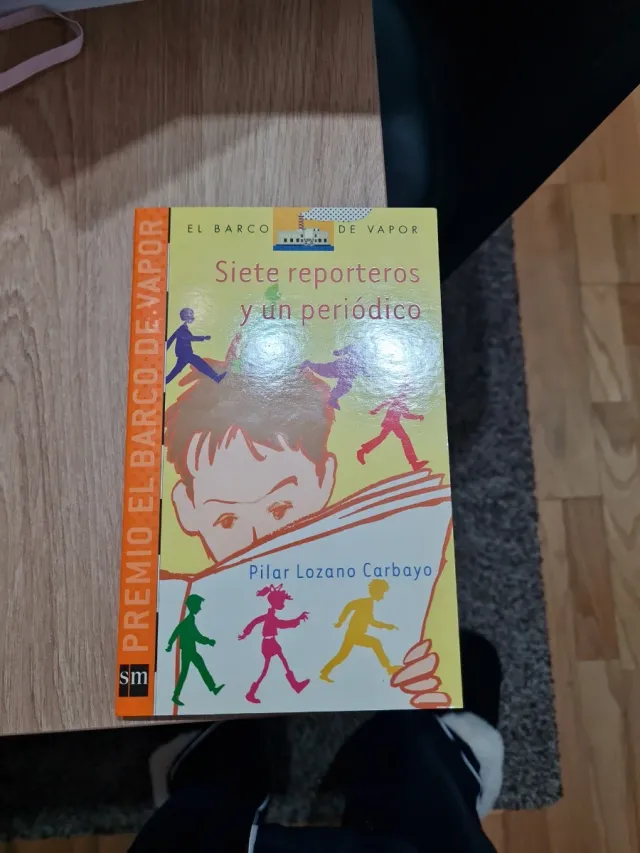 EL BARCO DE VAPOR
Siete reporteros
y un periódico
Pilar Lozano Carbayo
PREMIO EL BARCO DE VAPOR
sm